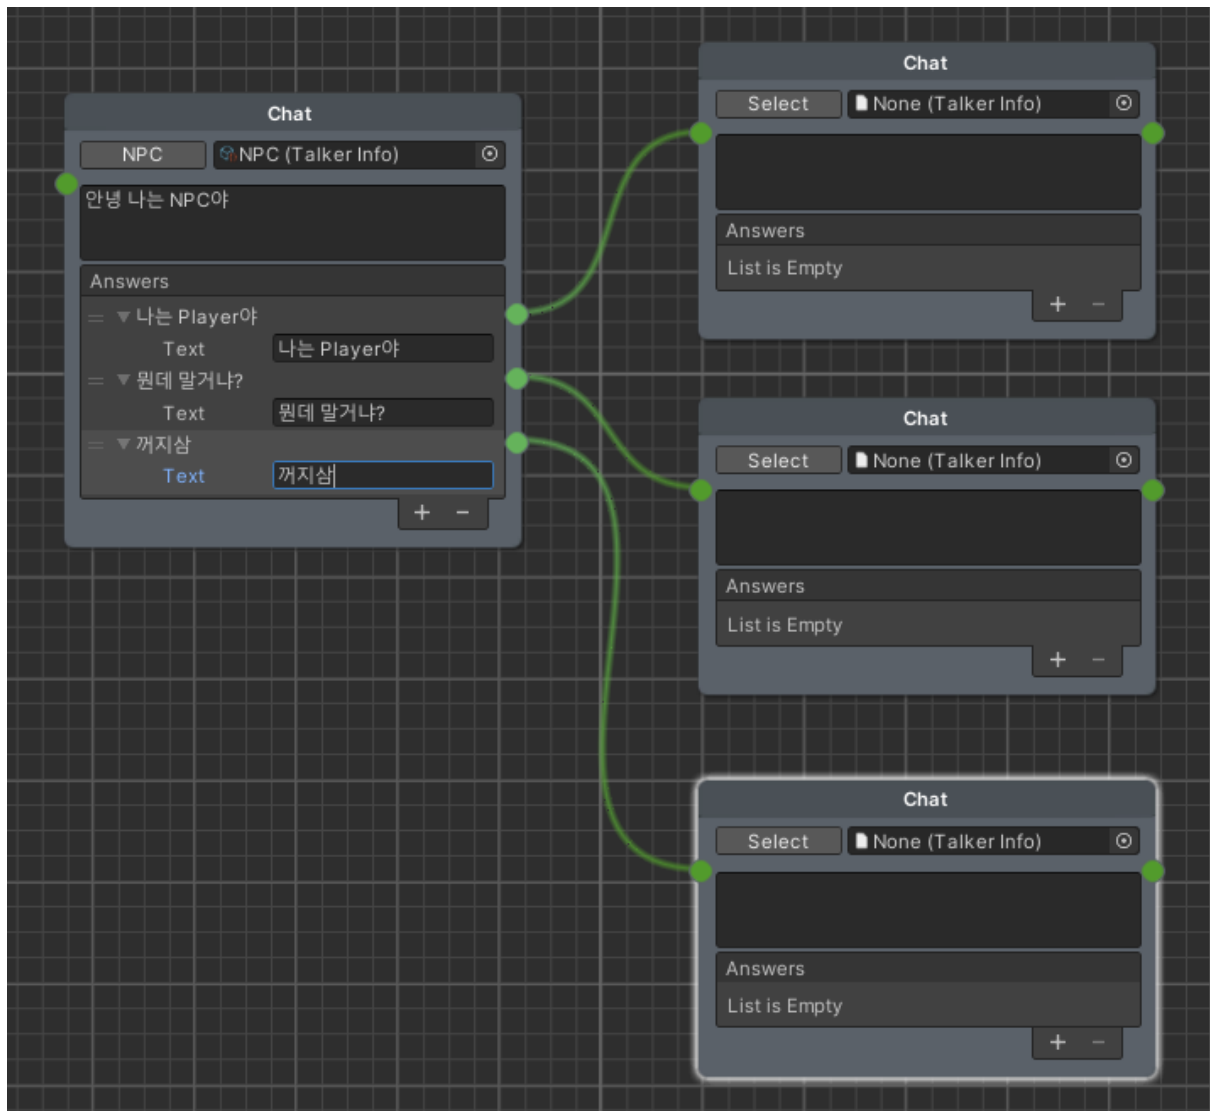 Chat
NPC
NPC (Talker Info)
안녕 나는 NPC야
Answers
나는 Player야
Text
나는 Player야
뭔데 말거냐?
Text
뭔데 말거냐?
꺼지삼
Text
꺼지삼
+ −
Chat
Select
None (Talker Info)
Answers
List is Empty
+ −
Chat
Select
None (Talker Info)
Answers
List is Empty
+ −
Chat
Select
None (Talker Info)
Answers
List is Empty
+ −